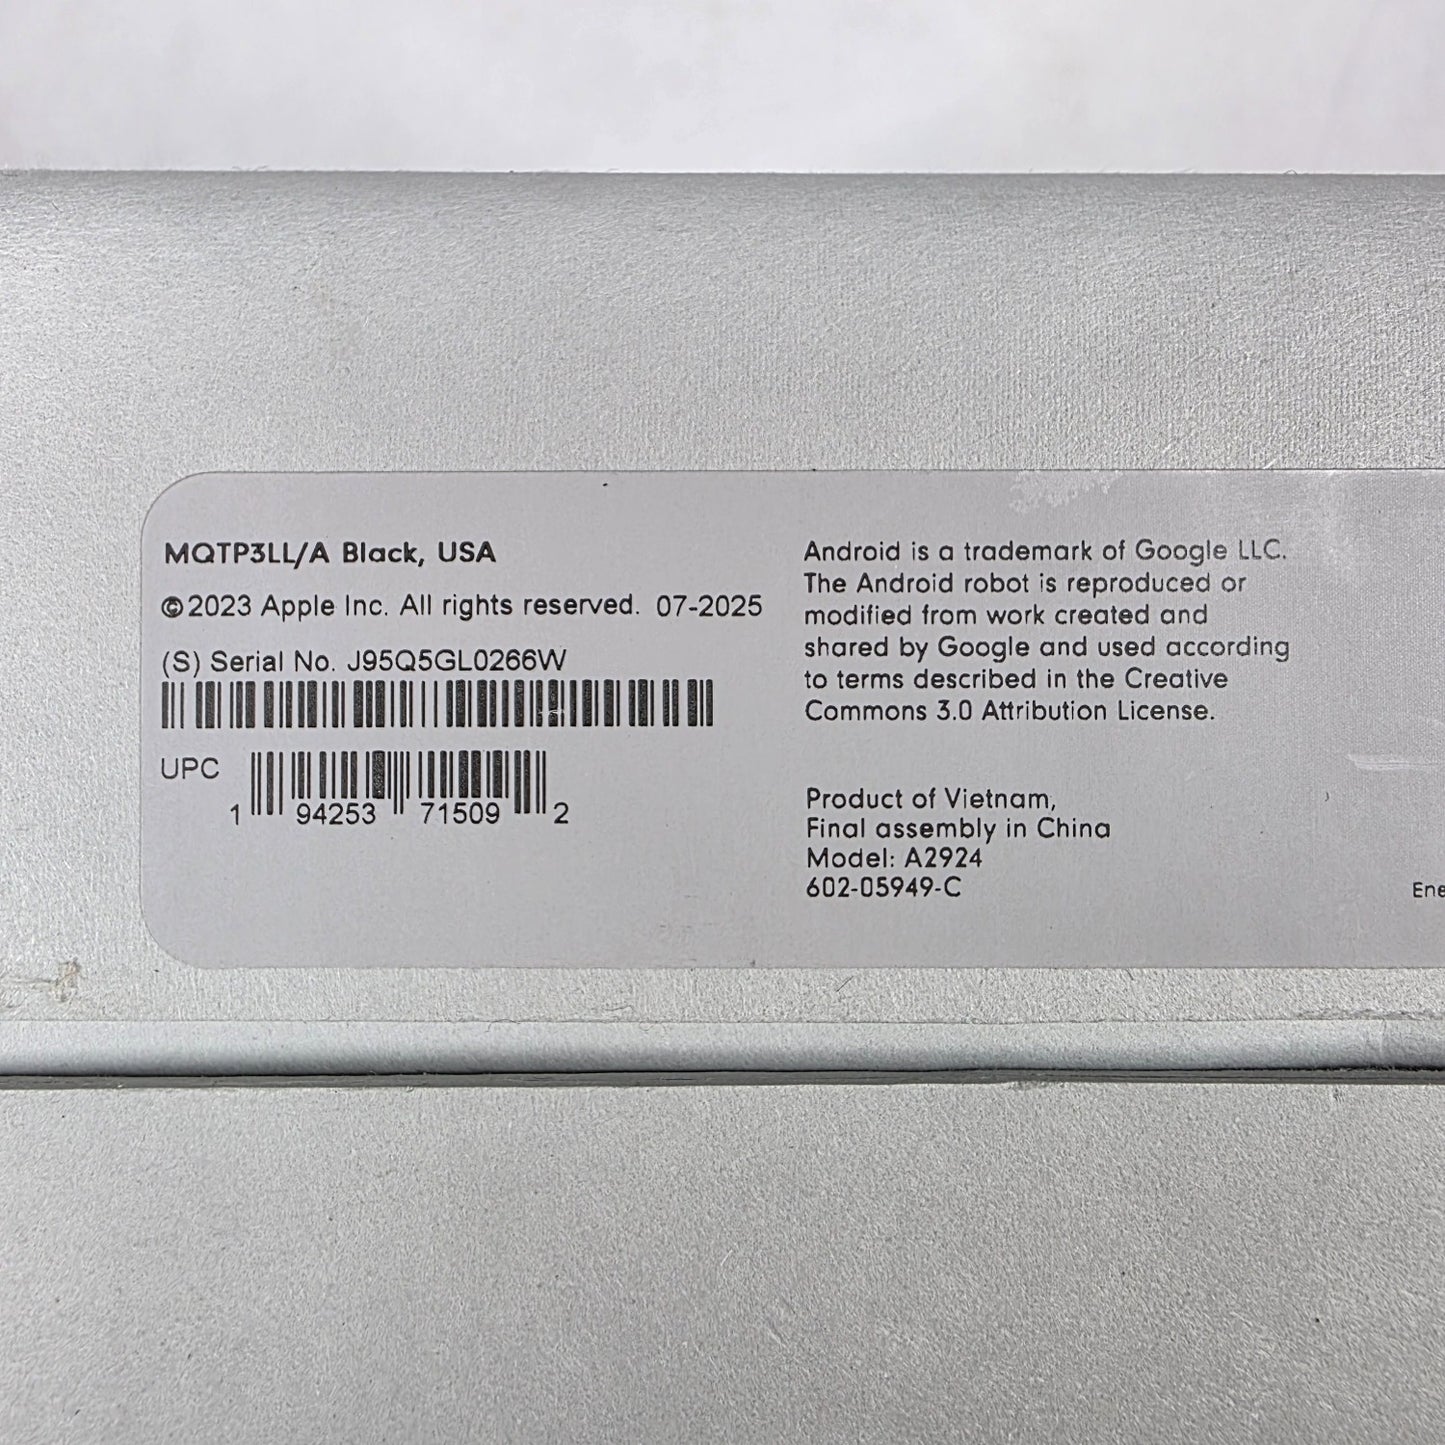 MQTP3LL/A Black, USA
©2023 Apple Inc. All rights reserved. 07-2025
(S) Serial No. J95Q5GL0266W
UPC
1 94253 71509 2
Android is a trademark of Google LLC.
The Android robot is reproduced or
modified from work created and
shared by Google and used according
to terms described in the Creative
Commons 3.0 Attribution License.
Product of Vietnam,
Final assembly in China
Model: A2924
602-05949-C